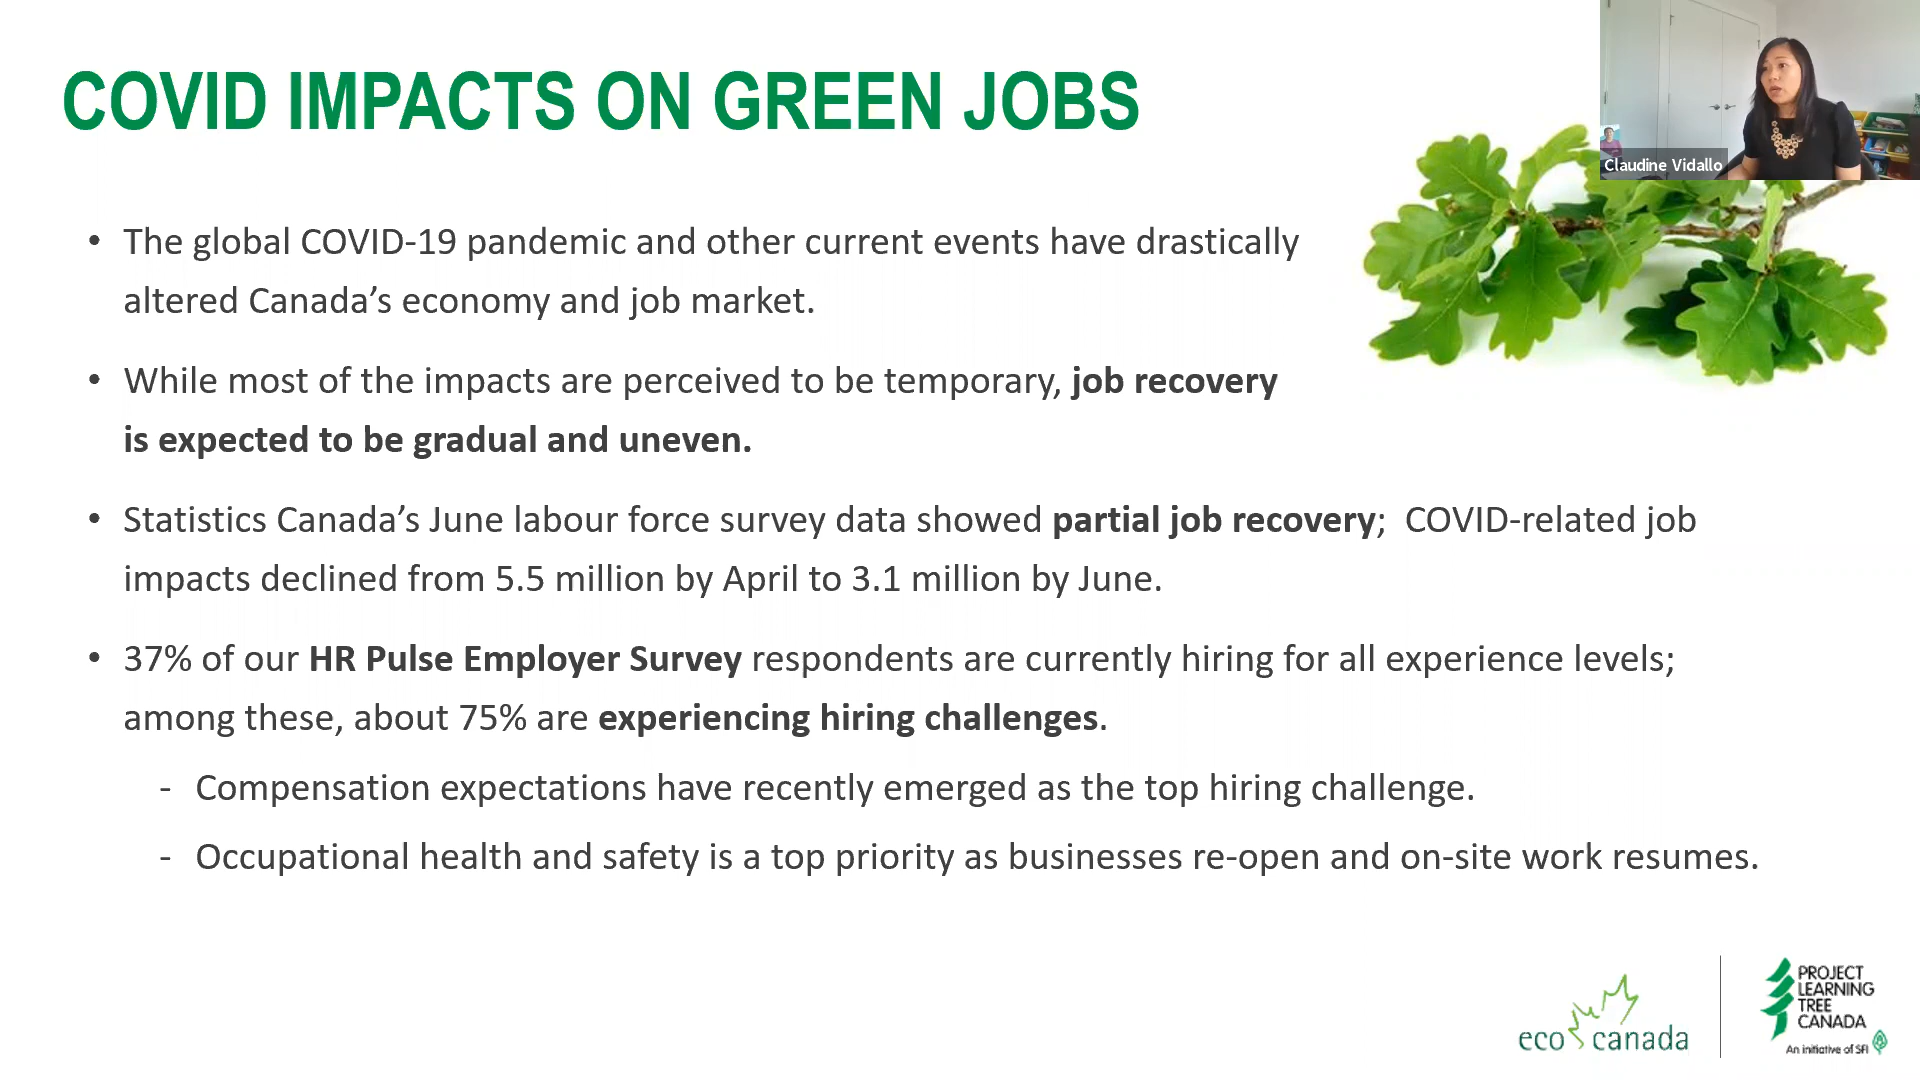 COVID IMPACTS ON GREEN JOBS
Claudine Vidallo
• The global COVID-19 pandemic and other current events have drastically
altered Canada’s economy and job market.
• While most of the impacts are perceived to be temporary, job recovery
is expected to be gradual and uneven.
• Statistics Canada’s June labour force survey data showed partial job recovery;  COVID-related job
impacts declined from 5.5 million by April to 3.1 million by June.
• 37% of our HR Pulse Employer Survey respondents are currently hiring for all experience levels;
among these, about 75% are experiencing hiring challenges.
- Compensation expectations have recently emerged as the top hiring challenge.
- Occupational health and safety is a top priority as businesses re-open and on-site work resumes.
eco canada
PROJECT
LEARNING
TREE
CANADA
An initiative of SFI